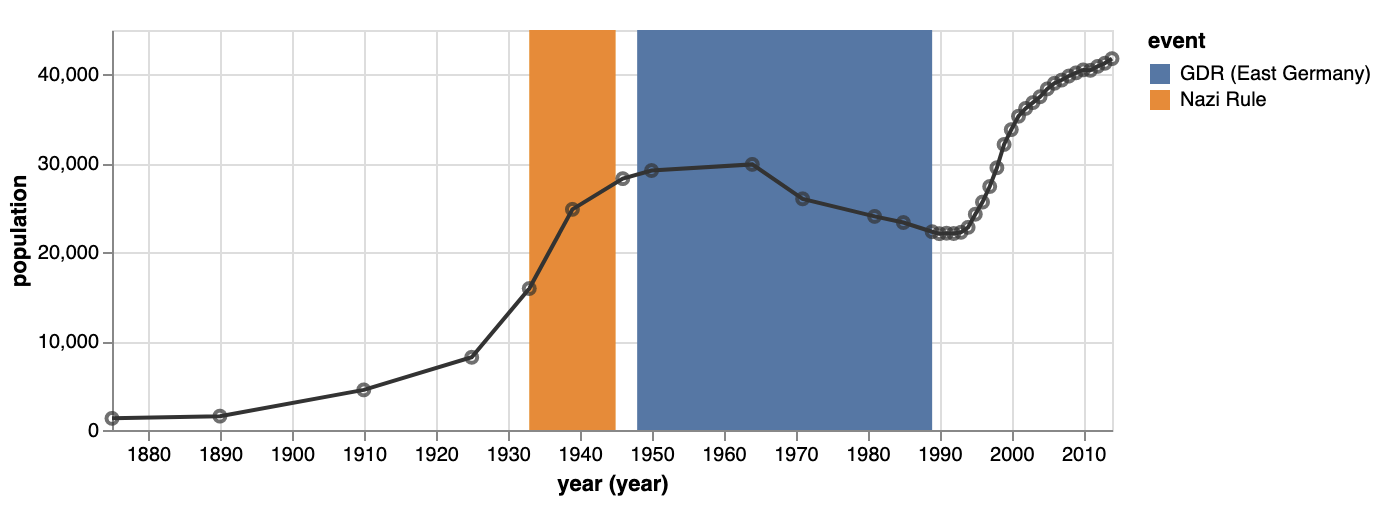 event
GDR (East Germany)
Nazi Rule
population
40,000
30,000
20,000
10,000
0
1880 1890 1900 1910 1920 1930 1940 1950 1960 1970 1980 1990 2000 2010
year (year)